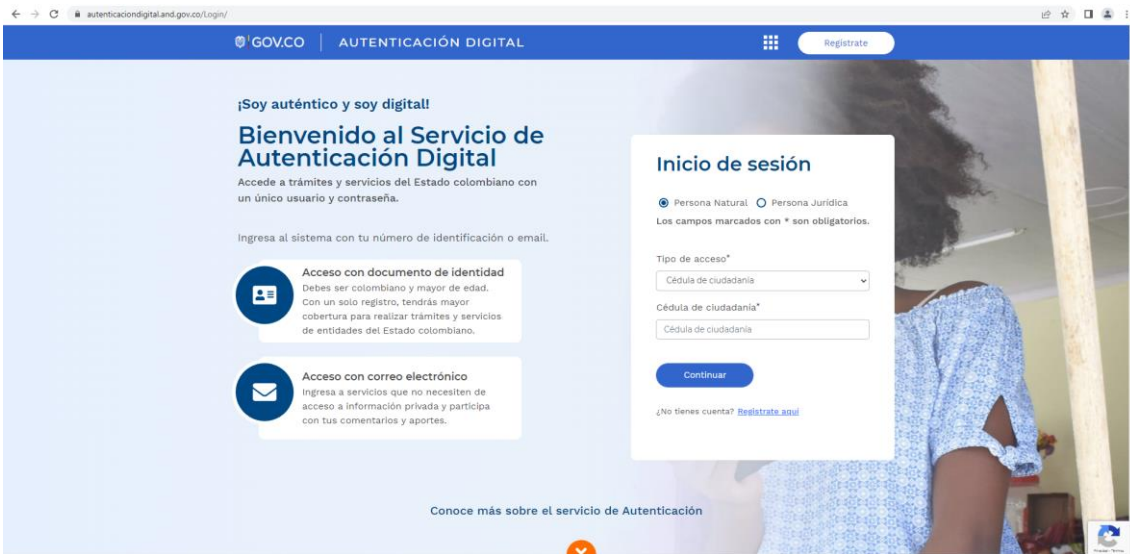 autenticaciondigital.and.gov.co/Login/
GOV.CO | AUTENTICACIÓN DIGITAL
Regístrate
¡Soy auténtico y soy digital!
Bienvenido al Servicio de
Autenticación Digital
Accede a trámites y servicios del Estado colombiano con
un único usuario y contraseña.
Ingresa al sistema con tu número de identificación o email.
Acceso con documento de identidad
Debes ser colombiano y mayor de edad.
Con un solo registro, tendrás mayor
cobertura para realizar trámites y servicios
de entidades del Estado colombiano.
Acceso con correo electrónico
Ingresa a servicios que no necesiten de
acceso a información privada y participa
con tus comentarios y aportes.
Inicio de sesión
Persona Natural Persona Jurídica
Los campos marcados con * son obligatorios.
Tipo de acceso*
Cédula de ciudadanía
Cédula de ciudadanía*
Cédula de ciudadanía
Continuar
¿No tienes cuenta? Regístrate aquí
Conoce más sobre el servicio de Autenticación